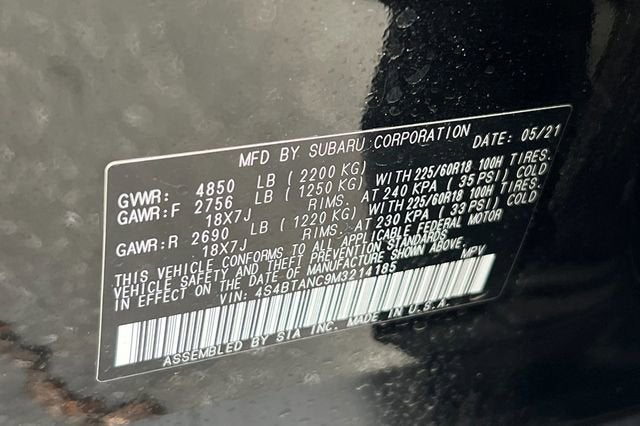 MFD BY SUBARU CORPORATION DATE: 05/21
GVWR: 4850 LB ( 2200 KG)
GAWR:F 2756 LB ( 1250 KG) WITH 225/60R18 100H TIRES.
18X7J RIMS. AT 240 KPA ( 35 PSI) COLD
GAWR:R 2690 LB ( 1220 KG) WITH 225/60R18 100H TIRES.
18X7J RIMS. AT 230 KPA ( 33 PSI) COLD
THIS VEHICLE CONFORMS TO ALL APPLICABLE FEDERAL MOTOR
VEHICLE SAFETY AND THEFT PREVENTION STANDARDS
IN EFFECT ON THE DATE OF MANUFACTURE SHOWN ABOVE.
VIN: 4S4BTANC9M3214185 MPV
ASSEMBLED BY SIA INC. MADE IN U.S.A.